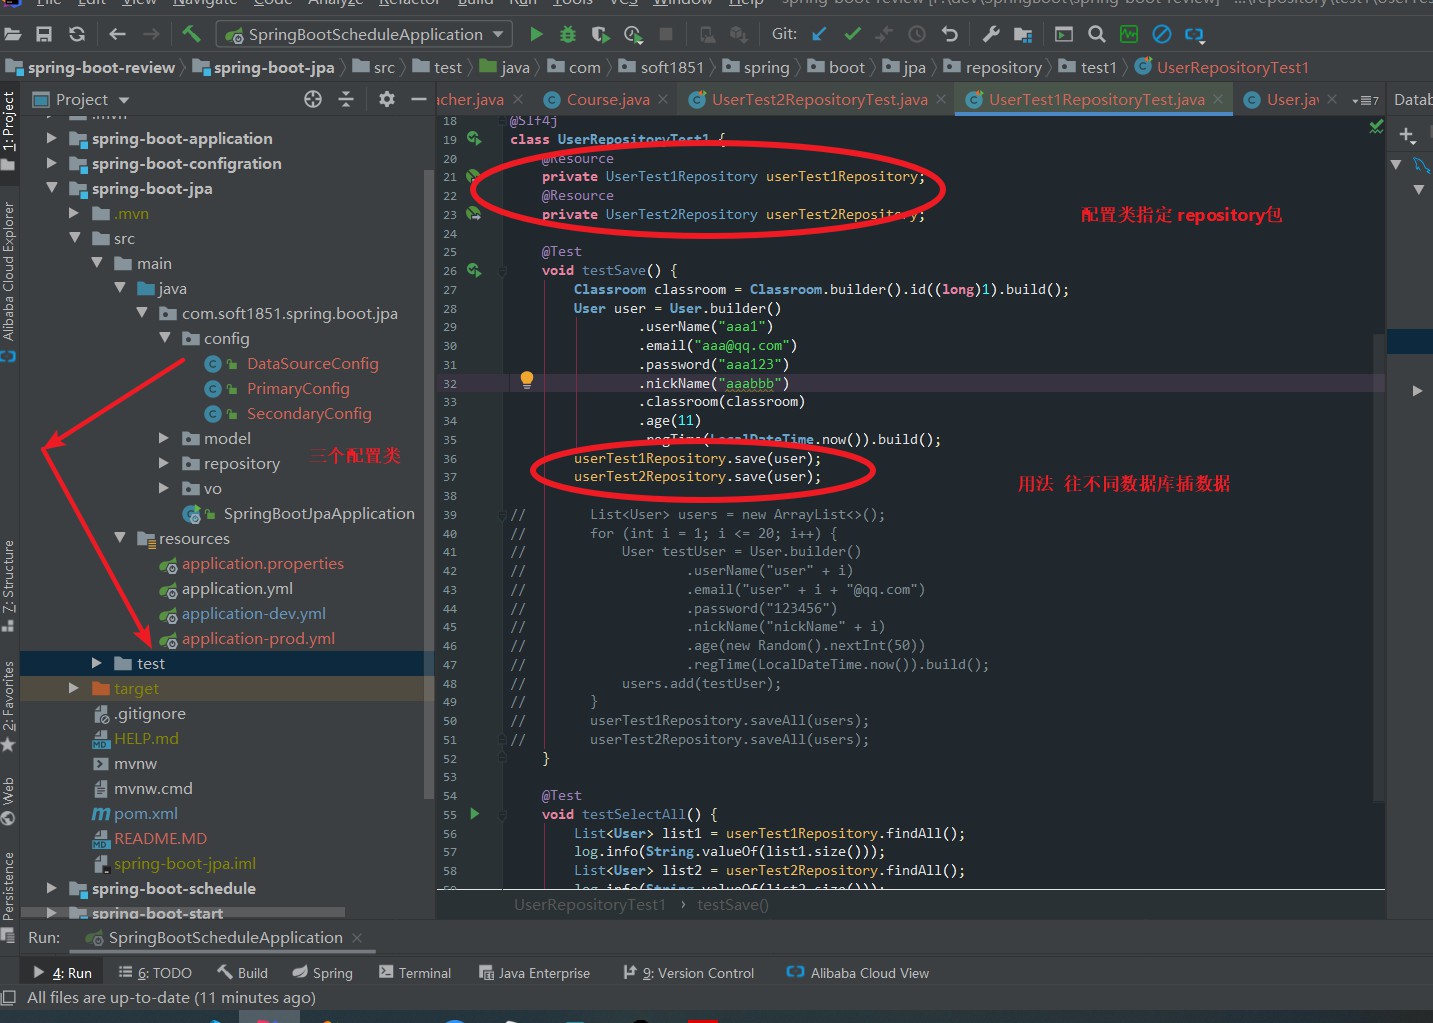 File Edit View Navigate Code Analyze Refactor Build Run Tools VCS Window Help
SpringBootScheduleApplication
Git:
spring-boot-review
spring-boot-jpa
src
test
java
com
soft1851
spring
boot
jpa
repository
test1
UserRepositoryTest1
Project
acher.java
Course.java
UserTest2RepositoryTest.java
UserTest1RepositoryTest.java
User.jav
7
Datab
1: Project
Alibaba Cloud Explorer
Z: Structure
2: Favorites
Web
Persistence
.mvn
spring-boot-application
spring-boot-configration
spring-boot-jpa
.mvn
src
main
java
com.soft1851.spring.boot.jpa
config
DataSourceConfig
PrimaryConfig
SecondaryConfig
model
repository
三个配置类
vo
SpringBootJpaApplication
resources
application.properties
application.yml
application-dev.yml
application-prod.yml
test
target
.gitignore
HELP.md
mvnw
mvnw.cmd
pom.xml
README.MD
spring-boot-jpa.iml
spring-boot-schedule
spring-boot-start
18 @Slf4j
19 class UserRepositoryTest1 {
20 @Resource
21 private UserTest1Repository userTest1Repository;
22 @Resource
23 private UserTest2Repository userTest2Repository;
配置类指定 repository包
24
25 @Test
26 void testSave() {
27 Classroom classroom = Classroom.builder().id((long)1).build();
28 User user = User.builder()
29 .userName("aaa1")
30 .email("aaa@qq.com")
31 .password("aaa123")
32 .nickName("aaabbb")
33 .classroom(classroom)
34 .age(11)
35 .regTime(LocalDateTime.now()).build();
36 userTest1Repository.save(user);
37 userTest2Repository.save(user);
用法 往不同数据库插数据
38
39 // List<User> users = new ArrayList<>();
40 // for (int i = 1; i <= 20; i++) {
41 // User testUser = User.builder()
42 // .userName("user" + i)
43 // .email("user" + i + "@qq.com")
44 // .password("123456")
45 // .nickName("nickName" + i)
46 // .age(new Random().nextInt(50))
47 // .regTime(LocalDateTime.now()).build();
48 // users.add(testUser);
49 // }
50 // userTest1Repository.saveAll(users);
51 // userTest2Repository.saveAll(users);
52 }
53
54 @Test
55 void testSelectAll() {
56 List<User> list1 = userTest1Repository.findAll();
57 log.info(String.valueOf(list1.size()));
58 List<User> list2 = userTest2Repository.findAll();
59 log.info(String.valueOf(list2.size()));
UserRepositoryTest1 › testSave()
Run: SpringBootScheduleApplication
4: Run
6: TODO
Build
Spring
Terminal
Java Enterprise
9: Version Control
Alibaba Cloud View
All files are up-to-date (11 minutes ago)